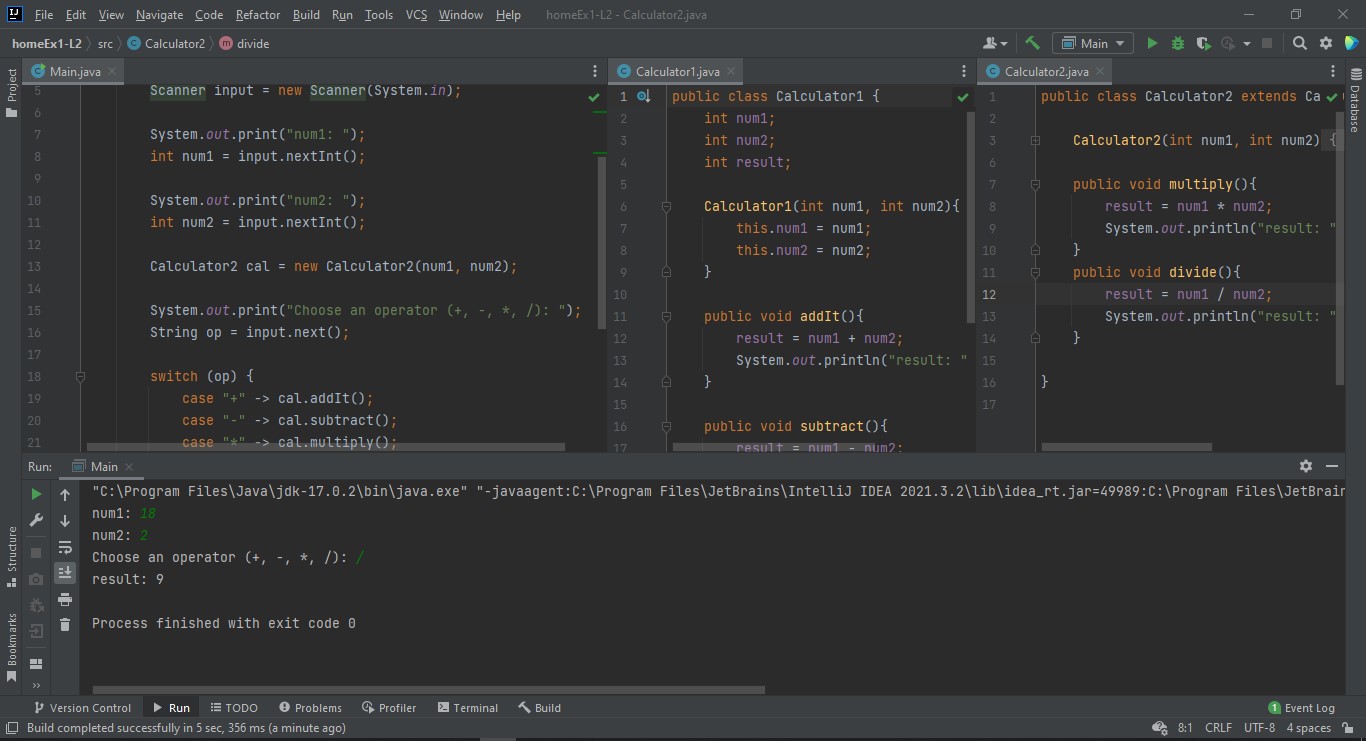 File Edit View Navigate Code Refactor Build Run Tools VCS Window Help homeEx1-L2 - Calculator2.java
homeEx1-L2 src Calculator2 divide
Main
Project
Main.java
5 Scanner input = new Scanner(System.in);
6
7 System.out.print("num1: ");
8 int num1 = input.nextInt();
9
10 System.out.print("num2: ");
11 int num2 = input.nextInt();
12
13 Calculator2 cal = new Calculator2(num1, num2);
14
15 System.out.print("Choose an operator (+, -, *, /): ");
16 String op = input.next();
17
18 switch (op) {
19 case "+" -> cal.addIt();
20 case "-" -> cal.subtract();
21 case "*" -> cal.multiply();
Calculator1.java
1 public class Calculator1 {
2 int num1;
3 int num2;
4 int result;
5
6 Calculator1(int num1, int num2){
7 this.num1 = num1;
8 this.num2 = num2;
9 }
10
11 public void addIt(){
12 result = num1 + num2;
13 System.out.println("result: "
14 }
15
16 public void subtract(){
17 result = num1 - num2;
Calculator2.java
1 public class Calculator2 extends Ca
2
3 Calculator2(int num1, int num2) {
6
7 public void multiply(){
8 result = num1 * num2;
9 System.out.println("result: "
10 }
11 public void divide(){
12 result = num1 / num2;
13 System.out.println("result: "
14 }
15
16 }
17
Database
Run: Main
"C:\Program Files\Java\jdk-17.0.2\bin\java.exe" "-javaagent:C:\Program Files\JetBrains\IntelliJ IDEA 2021.3.2\lib\idea_rt.jar=49989:C:\Program Files\JetBrain
num1: 18
num2: 2
Choose an operator (+, -, *, /): /
result: 9
Process finished with exit code 0
Structure
Bookmarks
Version Control Run TODO Problems Profiler Terminal Build 1 Event Log
Build completed successfully in 5 sec, 356 ms (a minute ago) 8:1 CRLF UTF-8 4 spaces